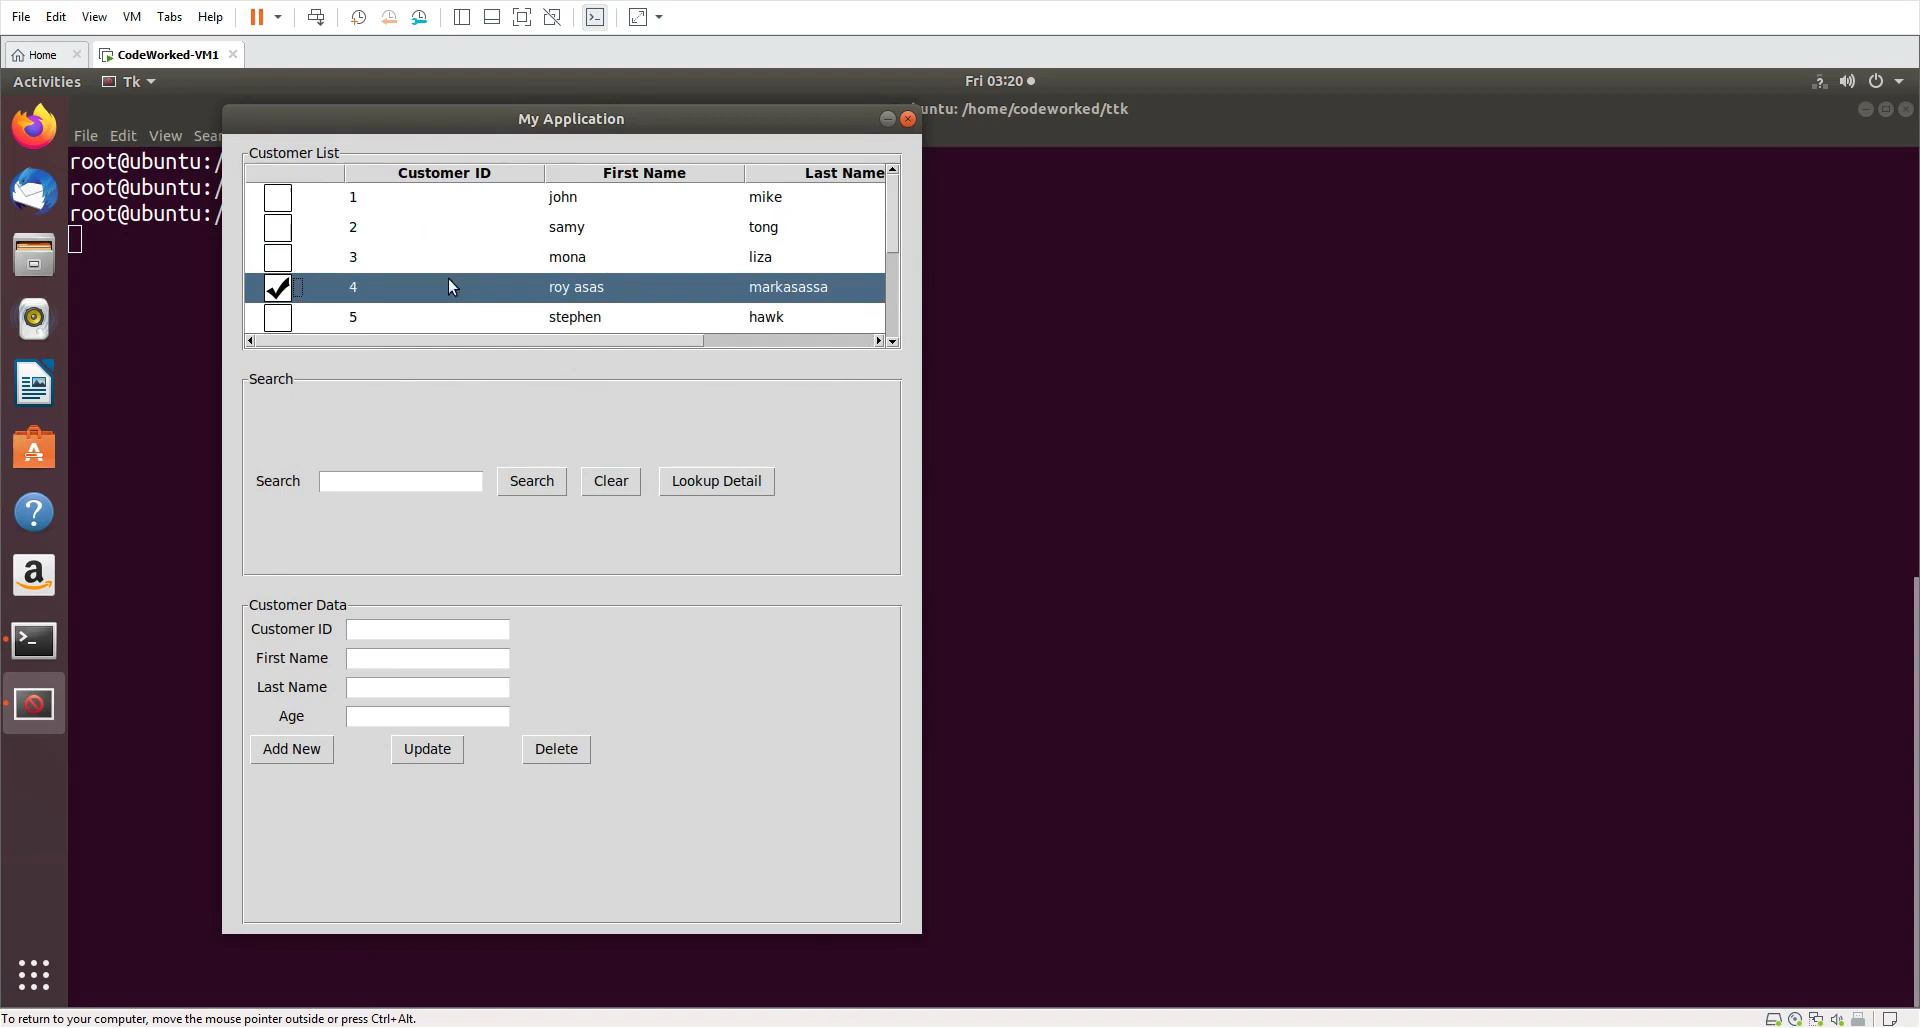 File Edit View VM Tabs Help
Home
CodeWorked-VM1
Activities Tk Fri 03:20
My Application
untu: /home/codeworked/ttk
File Edit View Sear
root@ubuntu:/
root@ubuntu:/
root@ubuntu:/
Customer List
Customer ID First Name Last Name
1 john mike
2 samy tong
3 mona liza
4 roy asas markasassa
5 stephen hawk
Search
Search Search Clear Lookup Detail
Customer Data
Customer ID
First Name
Last Name
Age
Add New Update Delete
To return to your computer, move the mouse pointer outside or press Ctrl+Alt.